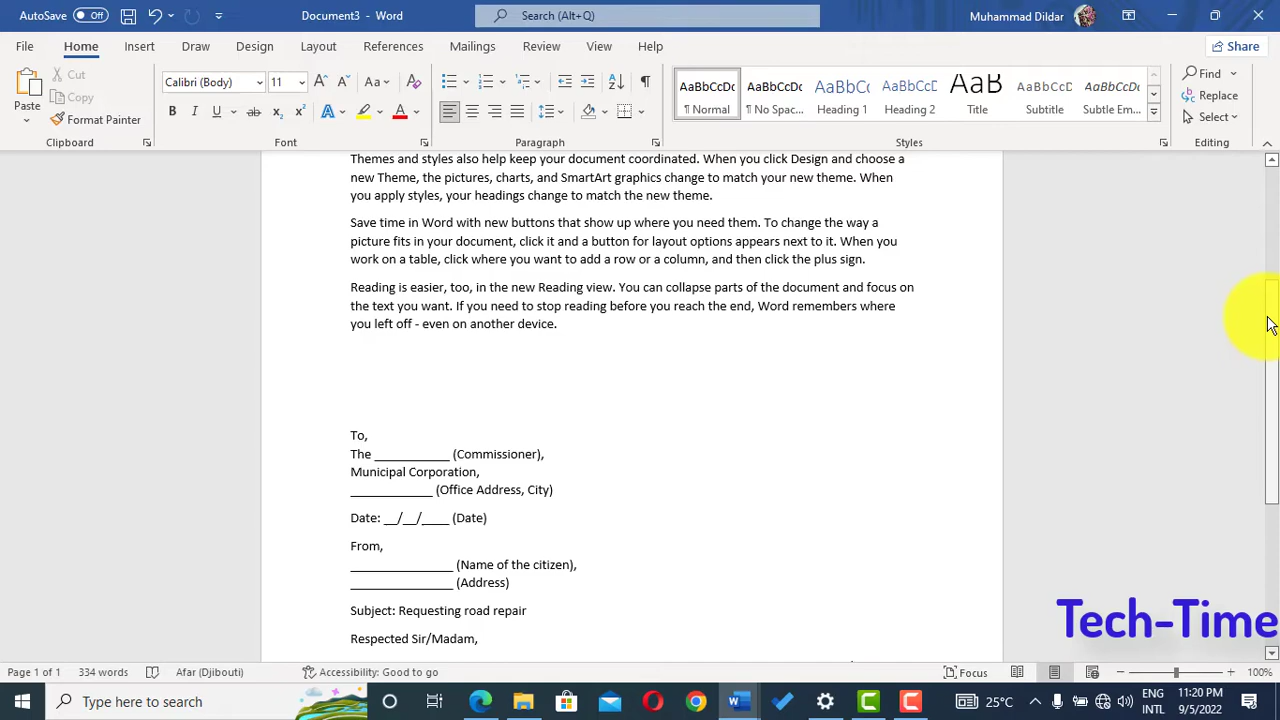 AutoSave Off
Document3 - Word
Search (Alt+Q)
Muhammad Dildar
File Home Insert Draw Design Layout References Mailings Review View Help
Share
Paste
Cut
Copy
Format Painter
Calibri (Body) 11
AaBbCcDc AaBbCcDc AaBbCc AaBbCcD AaB AaBbCcD AaBbCcDc
¶ Normal ¶ No Spac... Heading 1 Heading 2 Title Subtitle Subtle Em...
Find
Replace
Select
Clipboard Font Paragraph Styles Editing
Themes and styles also help keep your document coordinated. When you click Design and choose a
new Theme, the pictures, charts, and SmartArt graphics change to match your new theme. When
you apply styles, your headings change to match the new theme.
Save time in Word with new buttons that show up where you need them. To change the way a
picture fits in your document, click it and a button for layout options appears next to it. When you
work on a table, click where you want to add a row or a column, and then click the plus sign.
Reading is easier, too, in the new Reading view. You can collapse parts of the document and focus on
the text you want. If you need to stop reading before you reach the end, Word remembers where
you left off - even on another device.
To,
The ____________ (Commissioner),
Municipal Corporation,
_____________ (Office Address, City)
Date: __/__/____ (Date)
From,
________________ (Name of the citizen),
________________ (Address)
Subject: Requesting road repair
Respected Sir/Madam,
Tech-Time
Page 1 of 1 334 words Afar (Djibouti) Accessibility: Good to go Focus 100%
Type here to search
25°C
ENG
INTL
11:20 PM
9/5/2022